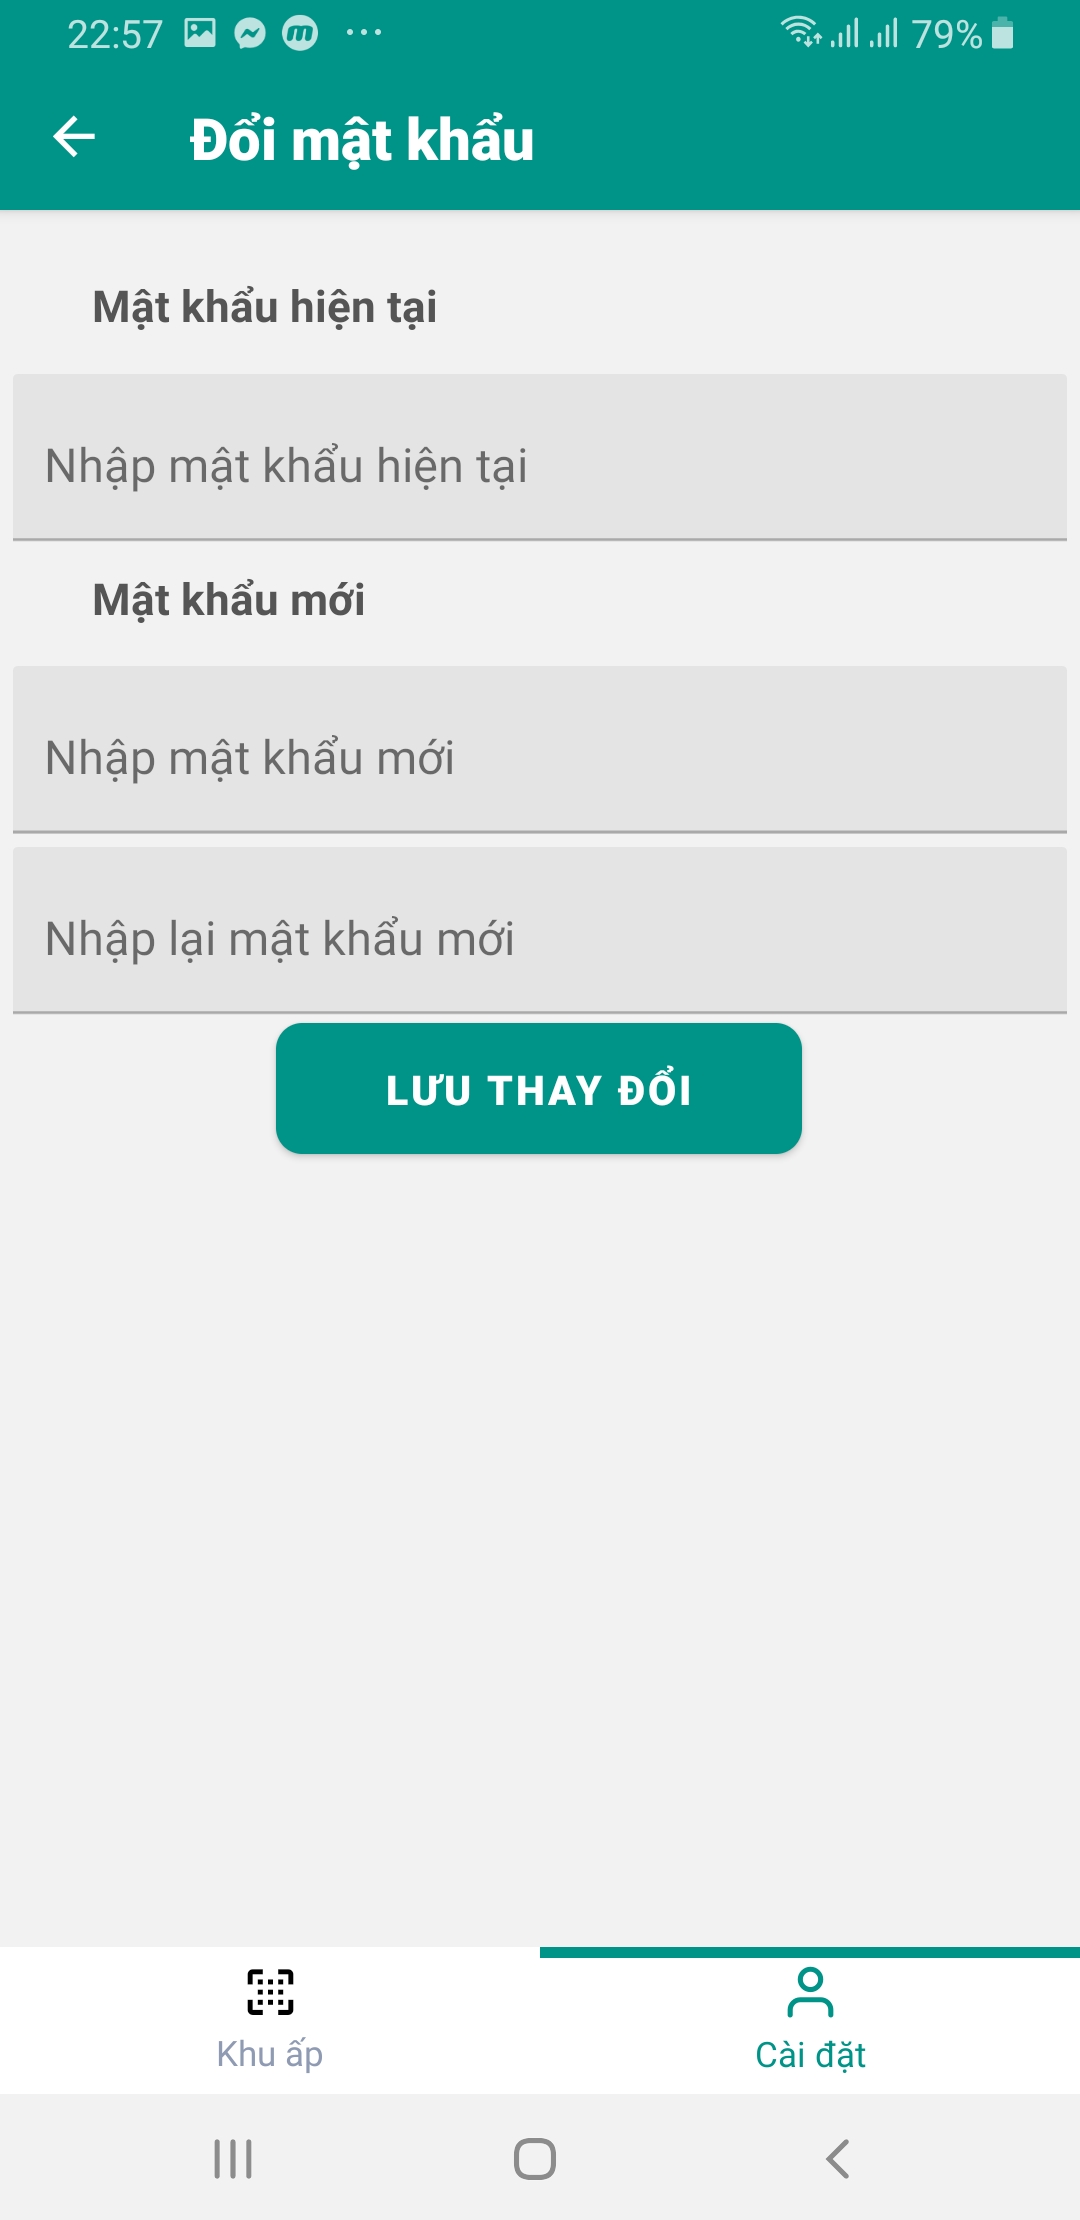 22:57 79%
Đổi mật khẩu
Mật khẩu hiện tại
Nhập mật khẩu hiện tại
Mật khẩu mới
Nhập mật khẩu mới
Nhập lại mật khẩu mới
LƯU THAY ĐỔI
Khu ấp
Cài đặt